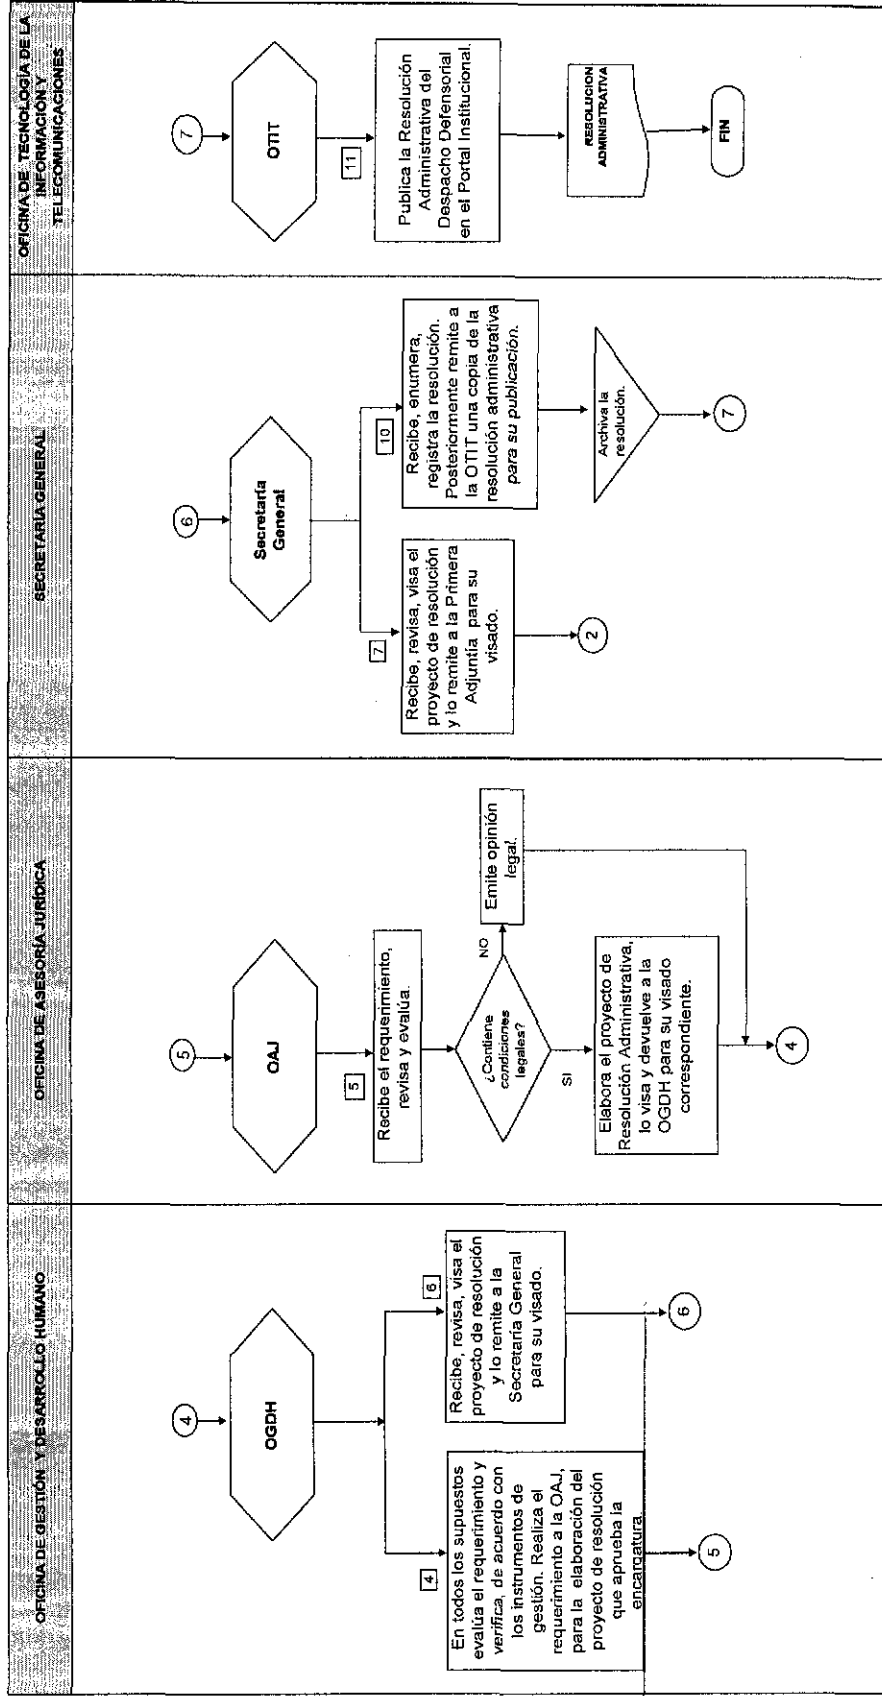 OFICINA DE GESTIÓN Y DESARROLLO HUMANO
4
OGDH
4
En todos los supuestos
evalúa el requerimiento y
verifica, de acuerdo con
los instrumentos de
gestión. Realiza el
requerimiento a la OAJ,
para la elaboración del
proyecto de resolución
que aprueba la
encargatura.
5
6
Recibe, revisa, visa el
proyecto de resolución
y lo remite a la
Secretaría General
para su visado.
6
OFICINA DE ASESORÍA JURÍDICA
5
OAJ
5
Recibe el requerimiento,
revisa y evalúa.
¿Contiene
condiciones
legales?
NO
Emite opinión
legal.
SI
Elabora el proyecto de
Resolución Administrativa,
lo visa y devuelve a la
OGDH para su visado
correspondiente.
4
SECRETARÍA GENERAL
6
Secretaría
General
7
Recibe, revisa, visa el
proyecto de resolución
y lo remite a la Primera
Adjuntía para su
visado.
2
10
Recibe, enumera,
registra la resolución.
Posteriormente remite a
la OTIT una copia de la
resolución administrativa
para su publicación.
Archiva la
resolución.
7
OFICINA DE TECNOLOGÍA DE LA
INFORMACIÓN Y
TELECOMUNICACIONES
7
OTIT
11
Publica la Resolución
Administrativa del
Despacho Defensorial
en el Portal Institucional.
RESOLUCION
ADMINISTRATIVA
FIN